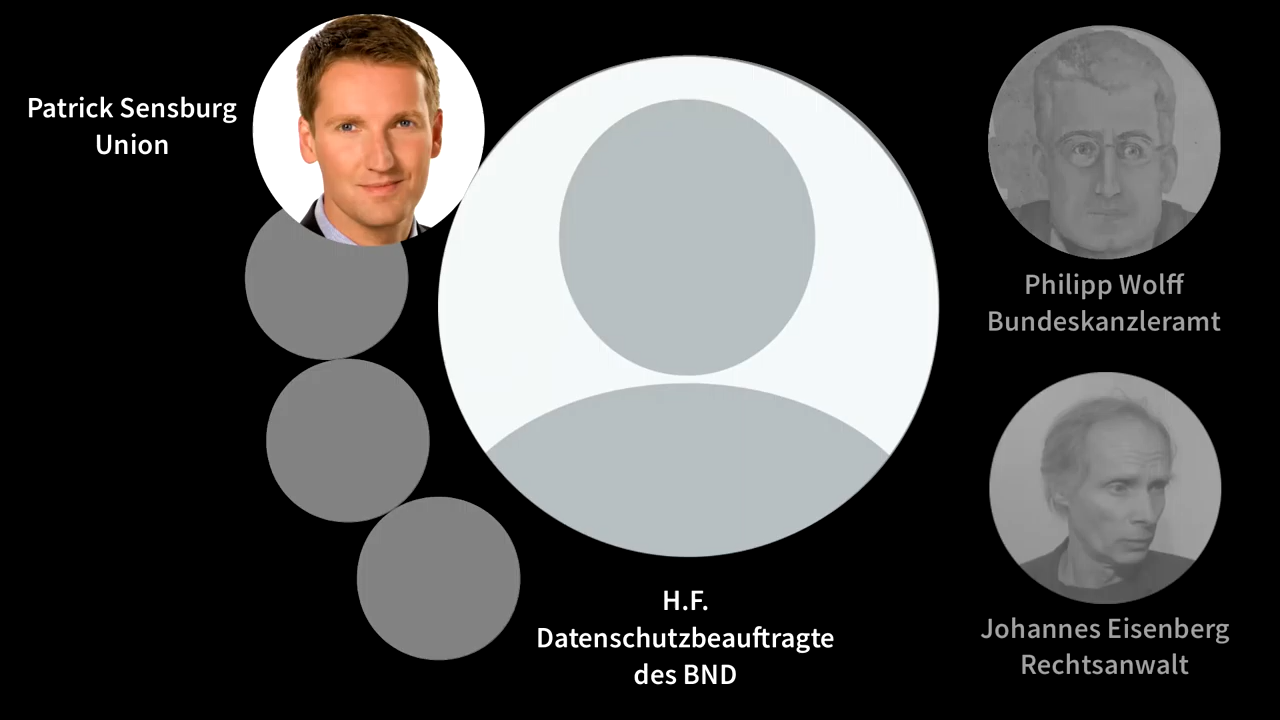 Patrick Sensburg
Union
Philipp Wolff
Bundeskanzleramt
H.F.
Datenschutzbeauftragte
des BND
Johannes Eisenberg
Rechtsanwalt